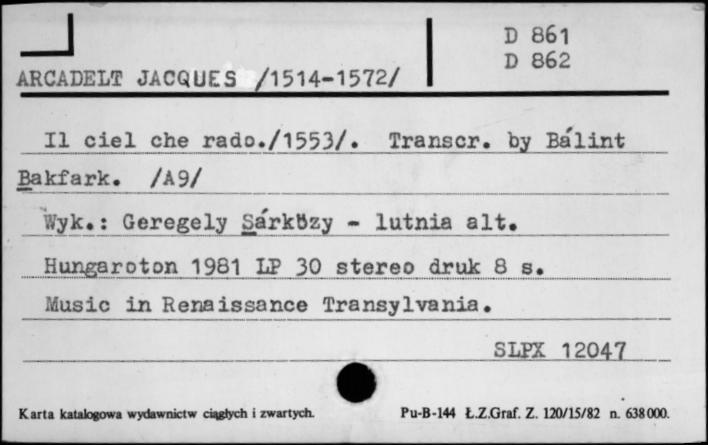 D 861
D 862
ARCADELT JACQUES /1514-1572/
Il ciel che rado./1553/. Transcr. by Bálint
Bakfark. /A9/
Wyk.: Geregely Sárközy - lutnia alt.
Hungaroton 1981 LP 30 stereo druk 8 s.
Music in Renaissance Transylvania.
SLPX 12047
Karta katalogowa wydawnictw ciągłych i zwartych. Pu-B-144 Ł.Z.Graf. Z. 120/15/82 n. 638000.